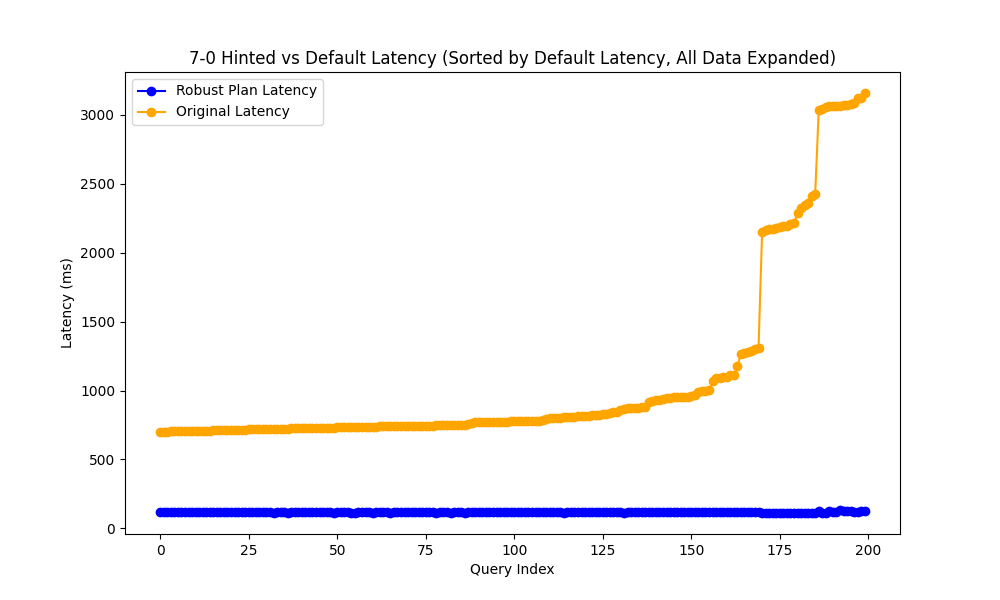 7-0 Hinted vs Default Latency (Sorted by Default Latency, All Data Expanded)
Robust Plan Latency
Original Latency
3000
2500
2000
1500
1000
500
0
Latency (ms)
0 25 50 75 100 125 150 175 200
Query Index